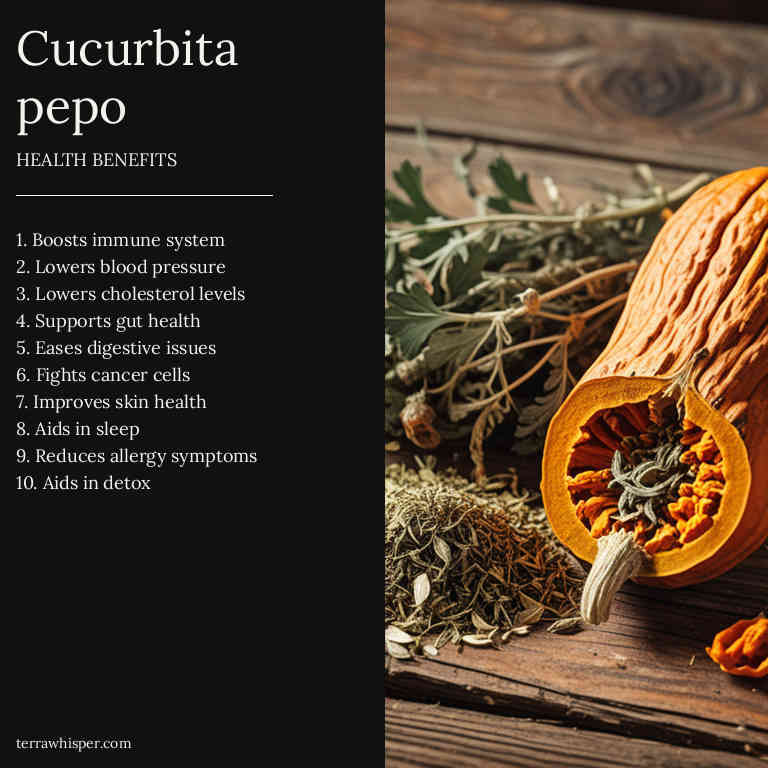 Cucurbita
pepo
HEALTH BENEFITS
1. Boosts immune system
2. Lowers blood pressure
3. Lowers cholesterol levels
4. Supports gut health
5. Eases digestive issues
6. Fights cancer cells
7. Improves skin health
8. Aids in sleep
9. Reduces allergy symptoms
10. Aids in detox
terrawhisper.com